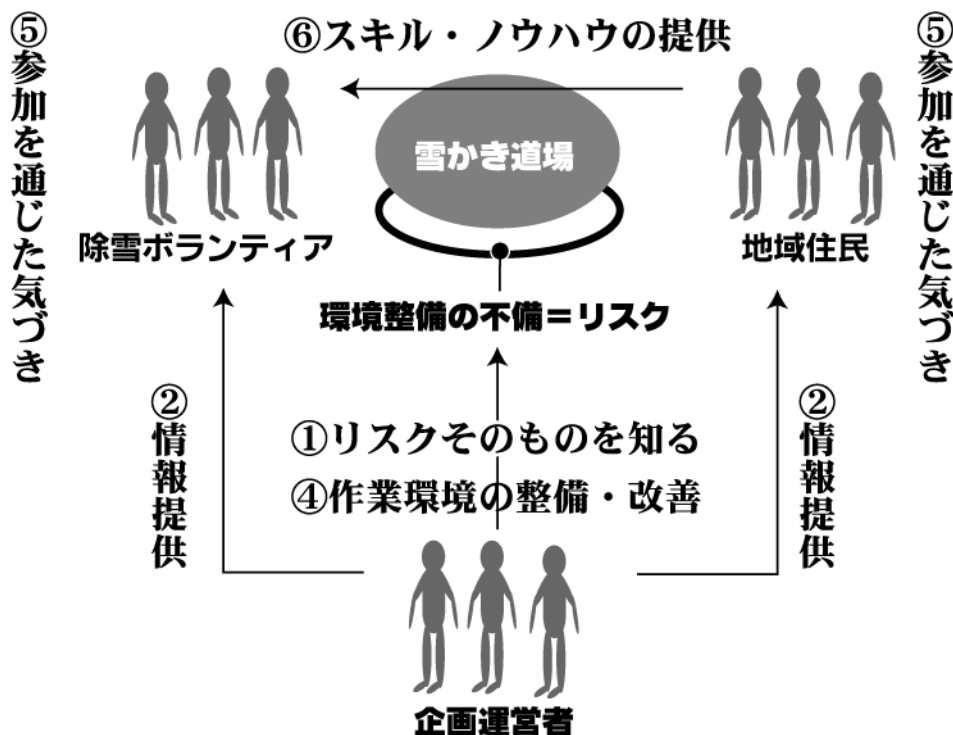 ⑥スキル・ノウハウの提供
⑤参加を通じた気づき
⑤参加を通じた気づき
雪かき道場
除雪ボランティア
地域住民
環境整備の不備＝リスク
②情報提供
②情報提供
①リスクそのものを知る
④作業環境の整備・改善
企画運営者